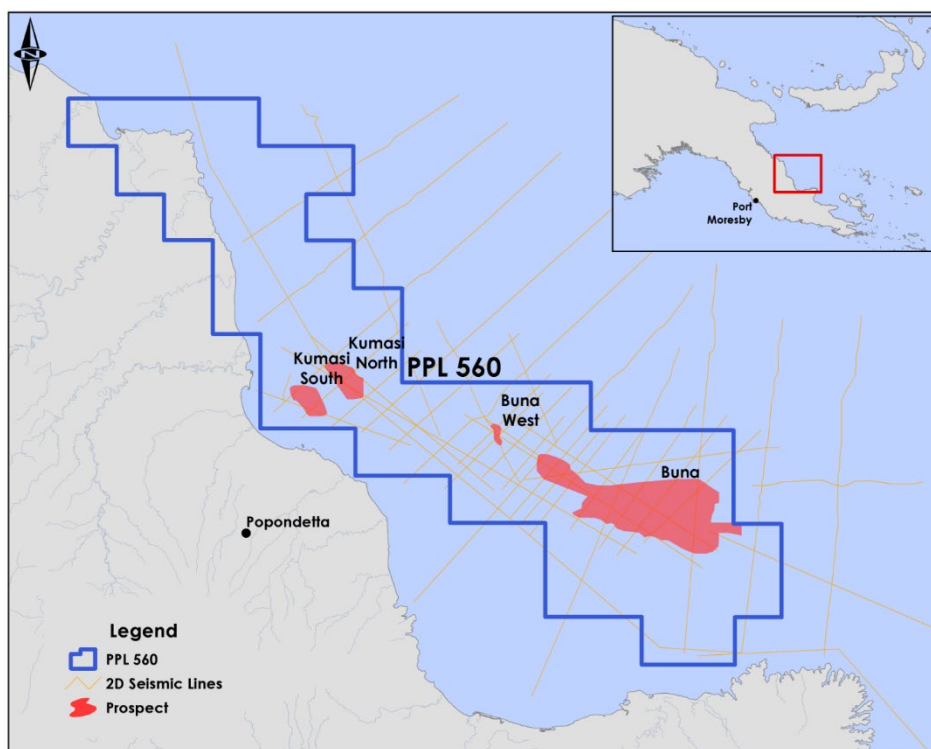 N
Port
Moresby
Kumasi
North
Kumasi
South
PPL 560
Buna
West
Buna
Popondetta
Legend
PPL 560
2D Seismic Lines
Prospect